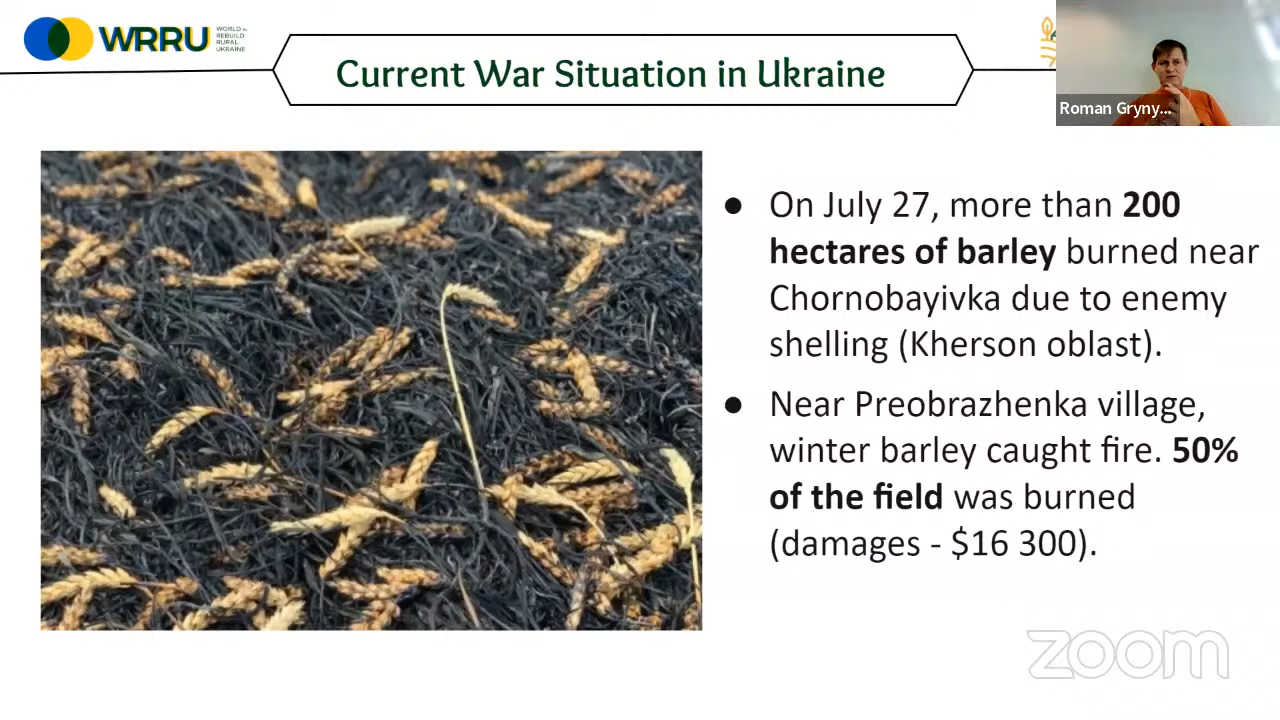 WRRU
WORLD to
REBUILD
RURAL
UKRAINE
Current War Situation in Ukraine
Roman Gryny...
● On July 27, more than 200
hectares of barley burned near
Chornobayivka due to enemy
shelling (Kherson oblast).
● Near Preobrazhenka village,
winter barley caught fire. 50%
of the field was burned
(damages - $16 300).
zoom